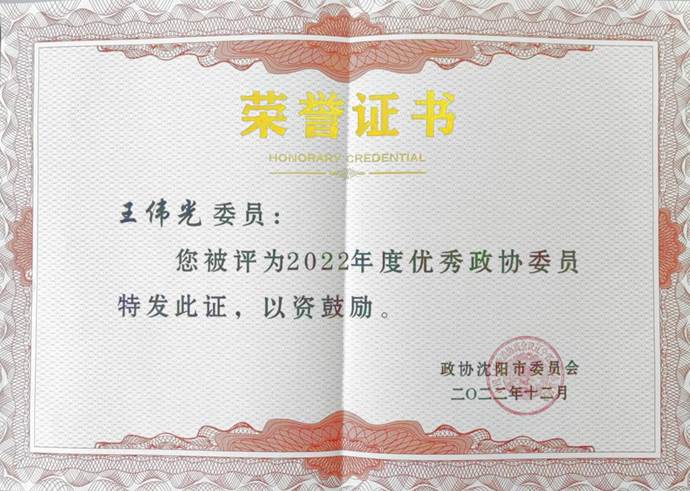 荣誉证书
HONORARY CREDENTIAL
王伟光委员：
您被评为2022年度优秀政协委员
特发此证，以资鼓励。
政协沈阳市委员会
二〇二二年十二月